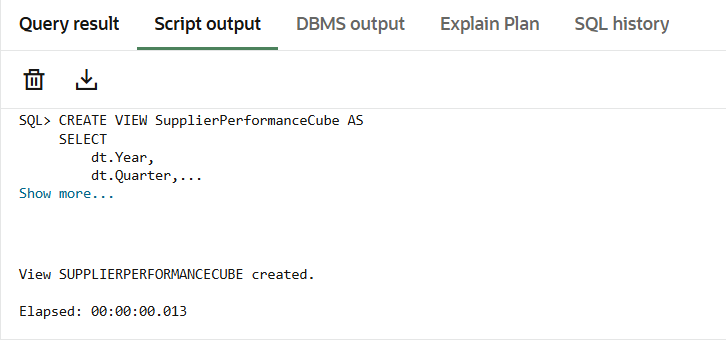 Query result Script output DBMS output Explain Plan SQL history
SQL> CREATE VIEW SupplierPerformanceCube AS
SELECT
dt.Year,
dt.Quarter,...
Show more...
View SUPPLIERPERFORMANCECUBE created.
Elapsed: 00:00:00.013